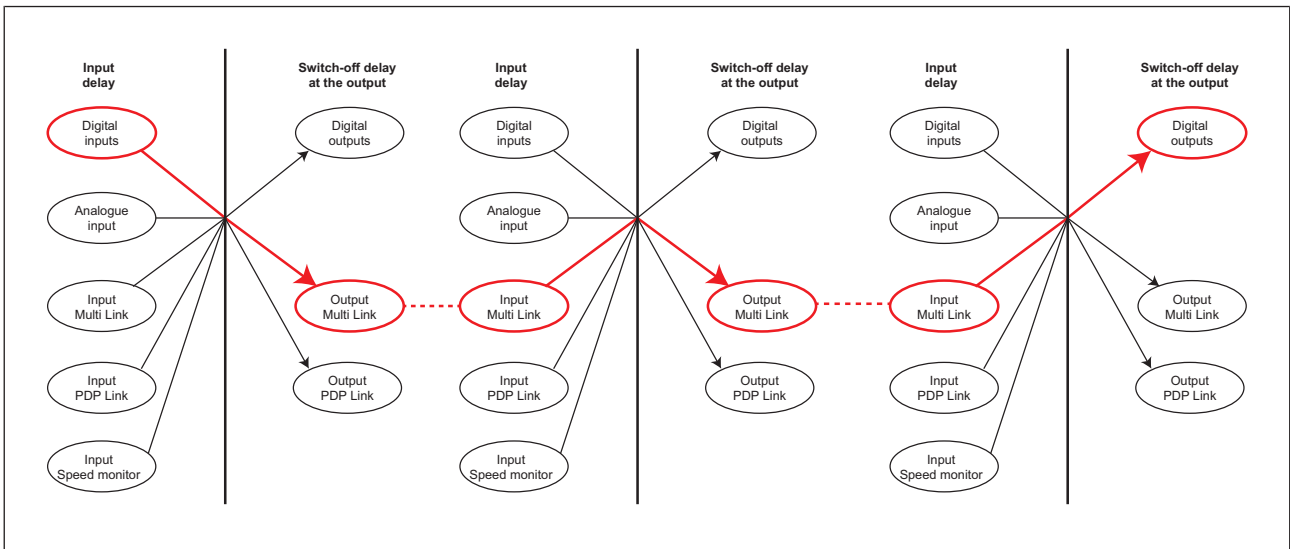 Input
delay
Digital
inputs
Analogue
input
Input
Multi Link
Input
PDP Link
Input
Speed monitor
Switch-off delay
at the output
Digital
outputs
Output
Multi Link
Output
PDP Link
Input
delay
Digital
inputs
Analogue
input
Input
Multi Link
Input
PDP Link
Input
Speed monitor
Switch-off delay
at the output
Digital
outputs
Output
Multi Link
Output
PDP Link
Input
delay
Digital
inputs
Analogue
input
Input
Multi Link
Input
PDP Link
Input
Speed monitor
Switch-off delay
at the output
Digital
outputs
Output
Multi Link
Output
PDP Link